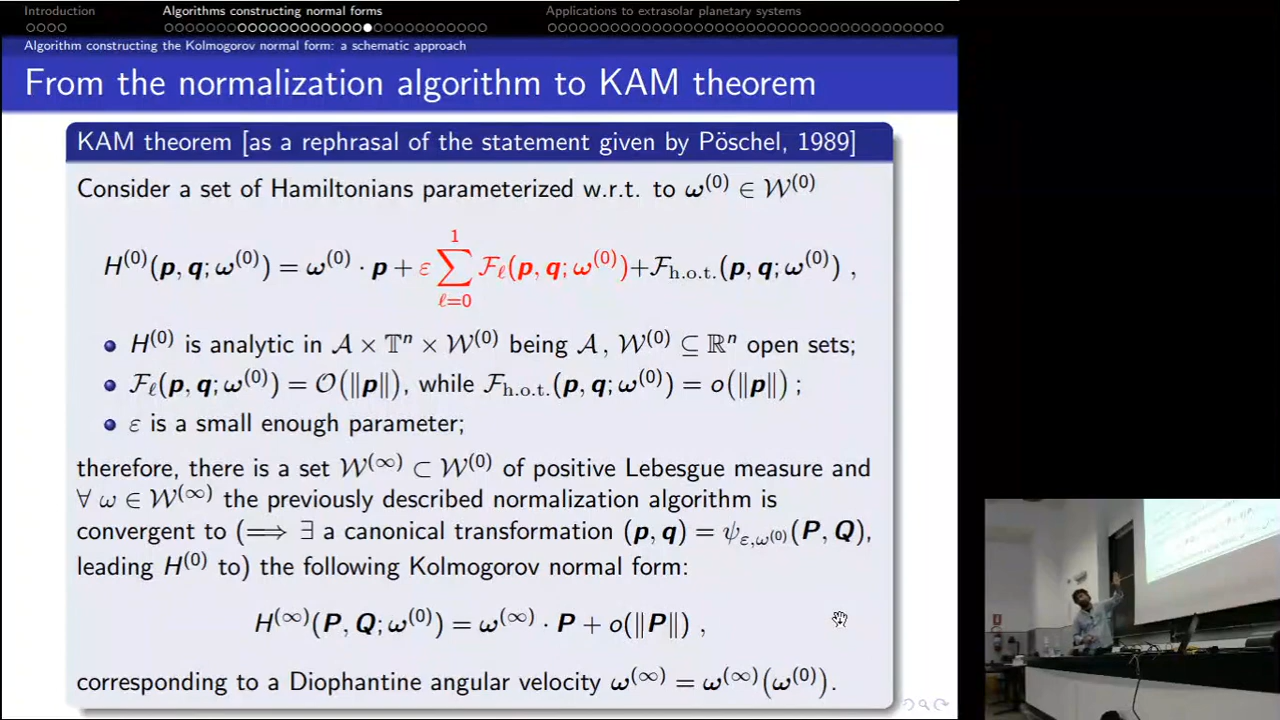 Introduction Algorithms constructing normal forms Applications to extrasolar planetary systems
Algorithm constructing the Kolmogorov normal form: a schematic approach
From the normalization algorithm to KAM theorem
KAM theorem [as a rephrasal of the statement given by Pöschel, 1989]
Consider a set of Hamiltonians parameterized w.r.t. to ω⁽⁰⁾ ∈ 𝒲⁽⁰⁾
H⁽⁰⁾(p, q; ω⁽⁰⁾) = ω⁽⁰⁾ · p + ε ∑_{ℓ=0}^{1} ℱ_ℓ(p, q; ω⁽⁰⁾) + ℱ_{h.o.t.}(p, q; ω⁽⁰⁾) ,
• H⁽⁰⁾ is analytic in 𝒜 × 𝕋ⁿ × 𝒲⁽⁰⁾ being 𝒜 , 𝒲⁽⁰⁾ ⊆ ℝⁿ open sets;
• ℱ_ℓ(p, q; ω⁽⁰⁾) = 𝒪(‖p‖), while ℱ_{h.o.t.}(p, q; ω⁽⁰⁾) = o(‖p‖) ;
• ε is a small enough parameter;
therefore, there is a set 𝒲⁽∞⁾ ⊂ 𝒲⁽⁰⁾ of positive Lebesgue measure and
∀ ω ∈ 𝒲⁽∞⁾ the previously described normalization algorithm is
convergent to (⟹ ∃ a canonical transformation (p, q) = ψ_{ε,ω⁽⁰⁾}(P, Q),
leading H⁽⁰⁾ to) the following Kolmogorov normal form:
H⁽∞⁾(P, Q; ω⁽⁰⁾) = ω⁽∞⁾ · P + o(‖P‖) ,
corresponding to a Diophantine angular velocity ω⁽∞⁾ = ω⁽∞⁾(ω⁽⁰⁾).